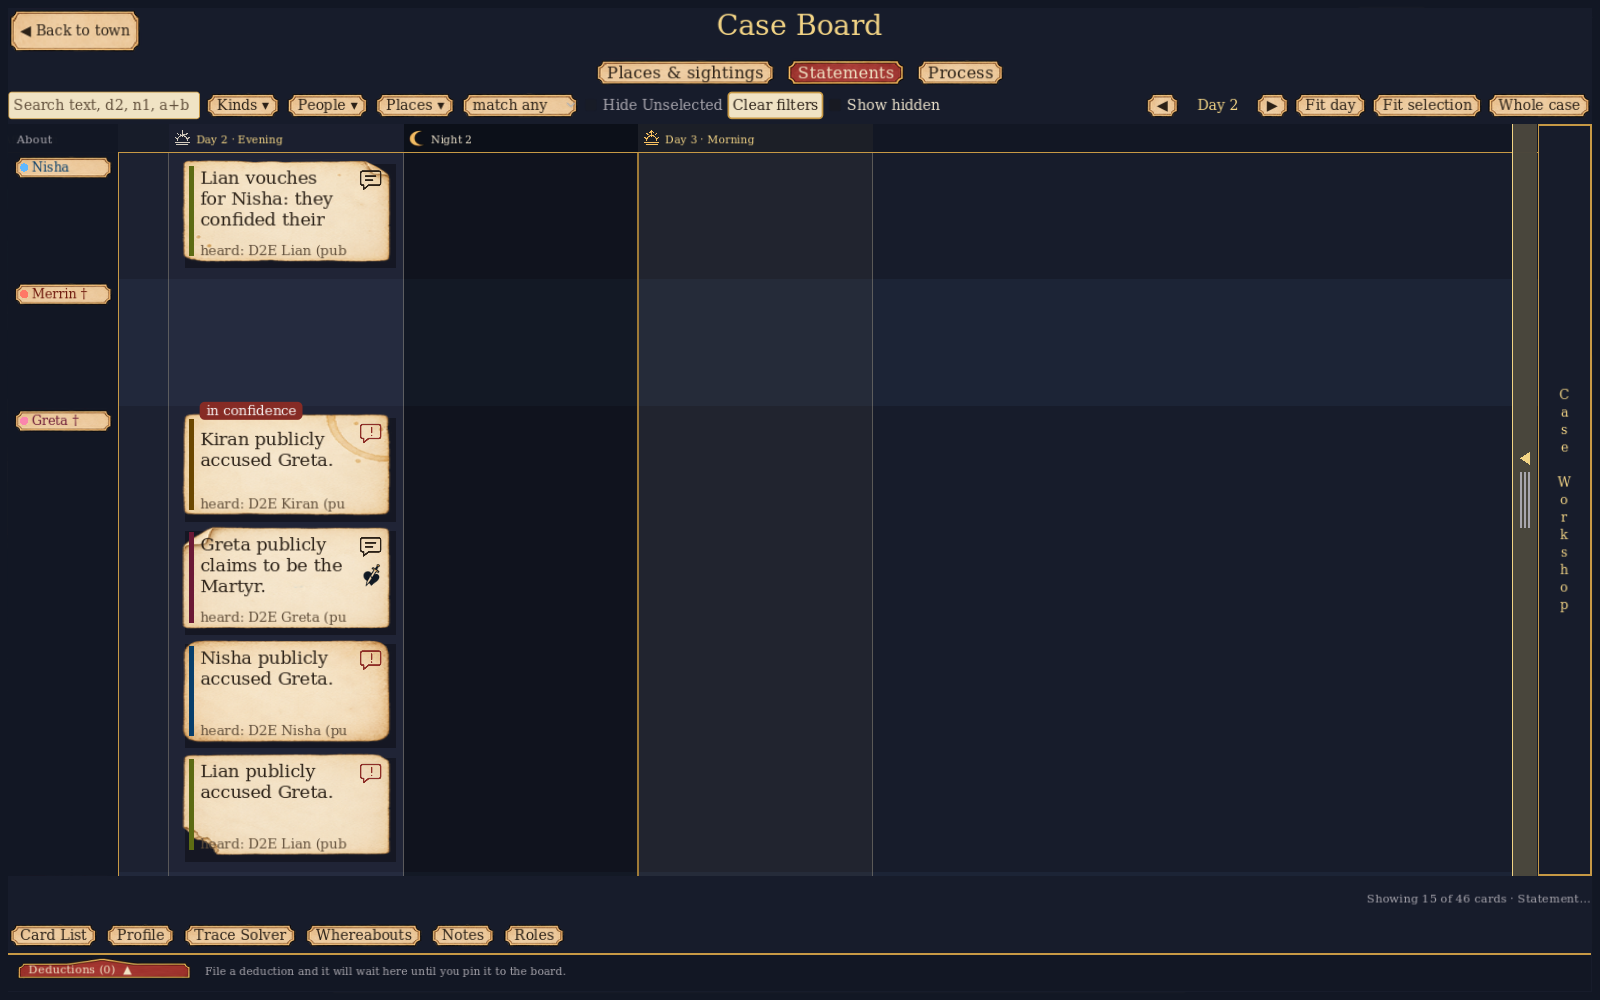 ◀ Back to town
Case Board
Places & sightings
Statements
Process
Search text, d2, n1, a+b
Kinds ▾
People ▾
Places ▾
match any
Hide Unselected
Clear filters
Show hidden
◀
Day 2
▶
Fit day
Fit selection
Whole case
About
Day 2 · Evening
Night 2
Day 3 · Morning
Nisha
Lian vouches
for Nisha: they
confided their
heard: D2E Lian (pub
Merrin †
Greta †
in confidence
Kiran publicly
accused Greta.
heard: D2E Kiran (pu
Greta publicly
claims to be the
Martyr.
heard: D2E Greta (pu
Nisha publicly
accused Greta.
heard: D2E Nisha (pu
Lian publicly
accused Greta.
heard: D2E Lian (pub
Case Workshop
Showing 15 of 46 cards · Statement...
Card List
Profile
Trace Solver
Whereabouts
Notes
Roles
Deductions (0) ▲
File a deduction and it will wait here until you pin it to the board.